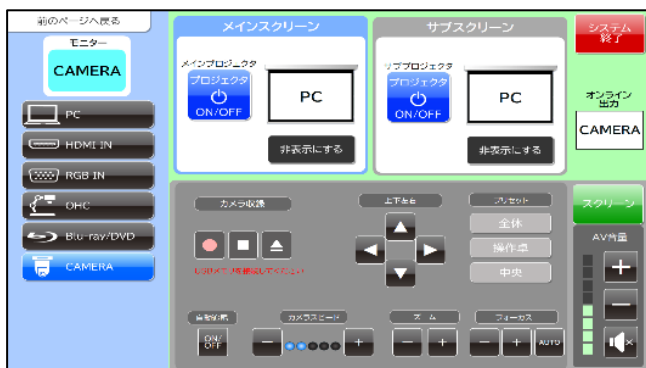 前のページへ戻る
モニター
CAMERA
PC
HDMI IN
RGB IN
OHC
Blu-ray/DVD
CAMERA
メインスクリーン
メインプロジェクタ
プロジェクタ
ON/OFF
PC
非表示にする
サブスクリーン
サブプロジェクタ
プロジェクタ
ON/OFF
PC
非表示にする
システム
終了
オンライン
出力
CAMERA
カメラ収録
上下左右
プリセット
全体
操作卓
中央
カメラスピード
ON/
OFF
ズーム
フォーカス
AUTO
スクリーン
AV音量